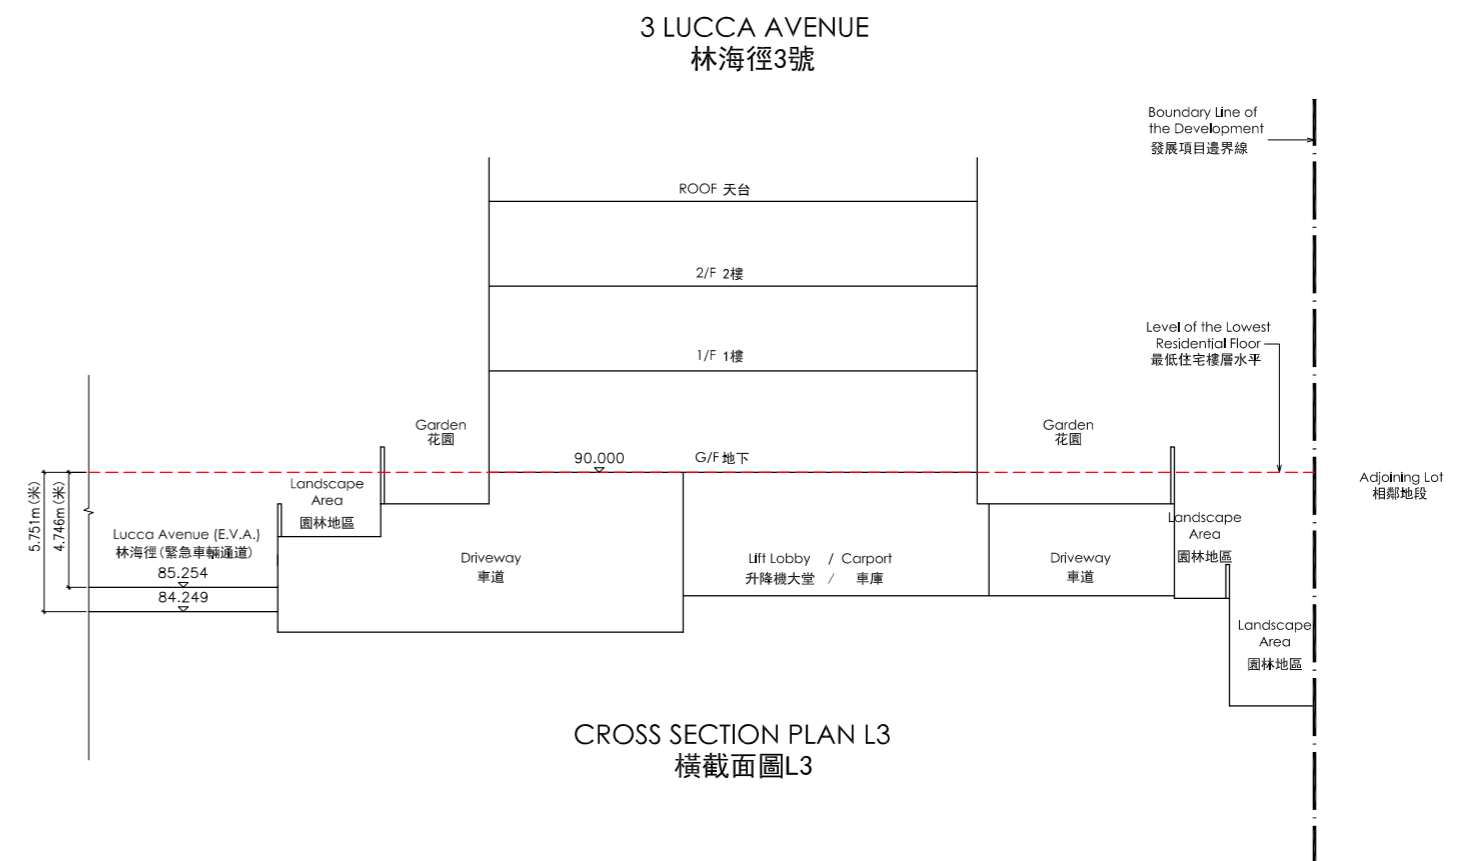 3 LUCCA AVENUE
林海徑3號
Boundary Line of
the Development
發展項目邊界線
ROOF 天台
2/F 2樓
Level of the Lowest
Residential Floor
最低住宅樓層水平
1/F 1樓
Garden
花園
Garden
花園
90.000
G/F 地下
Adjoining Lot
相鄰地段
5.751m (米)
4.746m (米)
Landscape
Area
園林地區
Lucca Avenue (E.V.A.)
林海徑 (緊急車輛通道)
85.254
84.249
Driveway
車道
Lift Lobby / Carport
升降機大堂 / 車庫
Driveway
車道
Landscape
Area
園林地區
Landscape
Area
園林地區
CROSS SECTION PLAN L3
橫截面圖L3